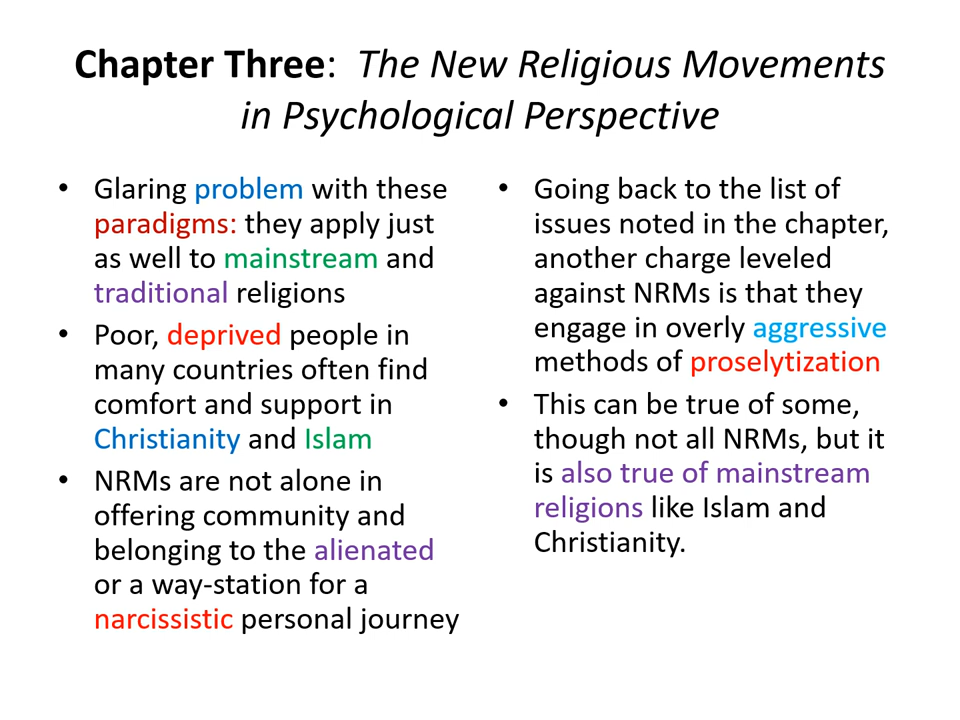 Chapter Three:  The New Religious Movements
in Psychological Perspective
• Glaring problem with these
paradigms: they apply just
as well to mainstream and
traditional religions
• Poor, deprived people in
many countries often find
comfort and support in
Christianity and Islam
• NRMs are not alone in
offering community and
belonging to the alienated
or a way-station for a
narcissistic personal journey
• Going back to the list of
issues noted in the chapter,
another charge leveled
against NRMs is that they
engage in overly aggressive
methods of proselytization
• This can be true of some,
though not all NRMs, but it
is also true of mainstream
religions like Islam and
Christianity.